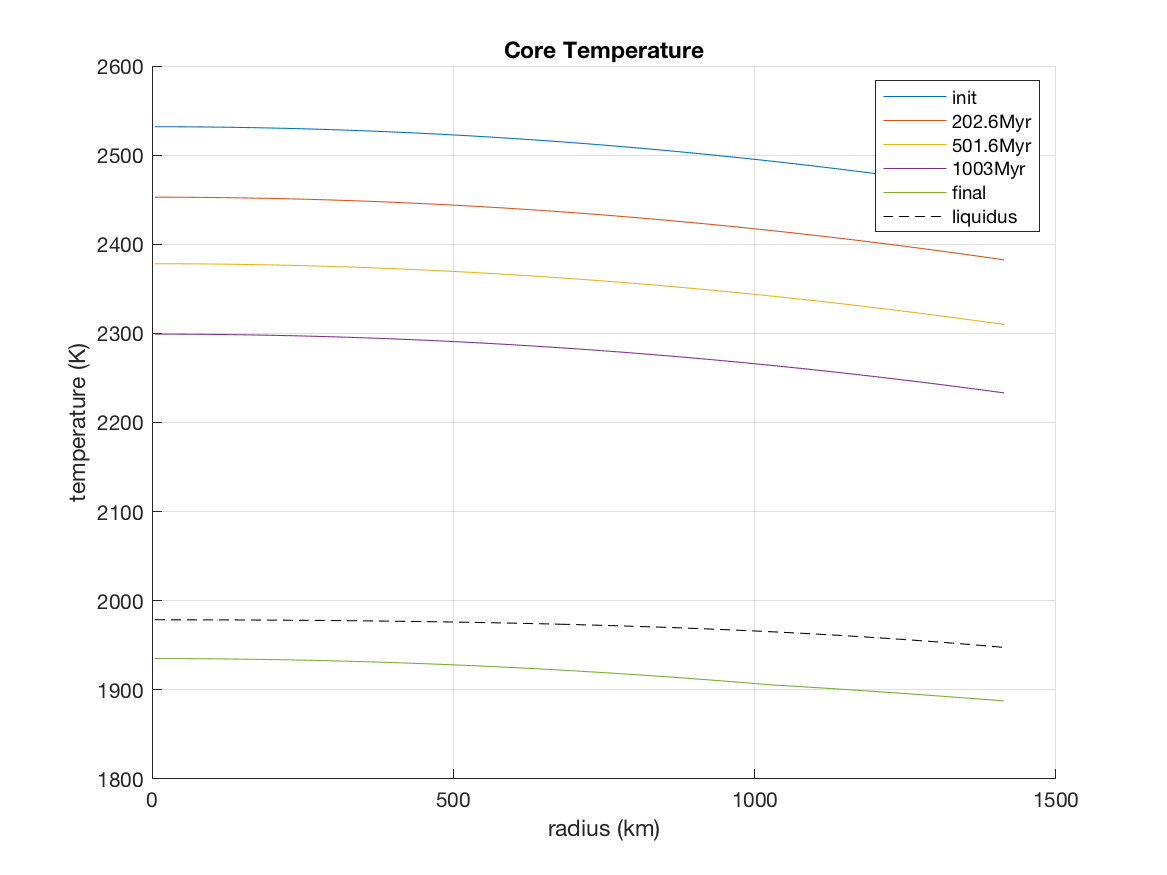 Core Temperature
2600
2500
2400
2300
2200
2100
2000
1900
1800
temperature (K)
init
202.6Myr
501.6Myr
1003Myr
final
liquidus
0
500
1000
1500
radius (km)